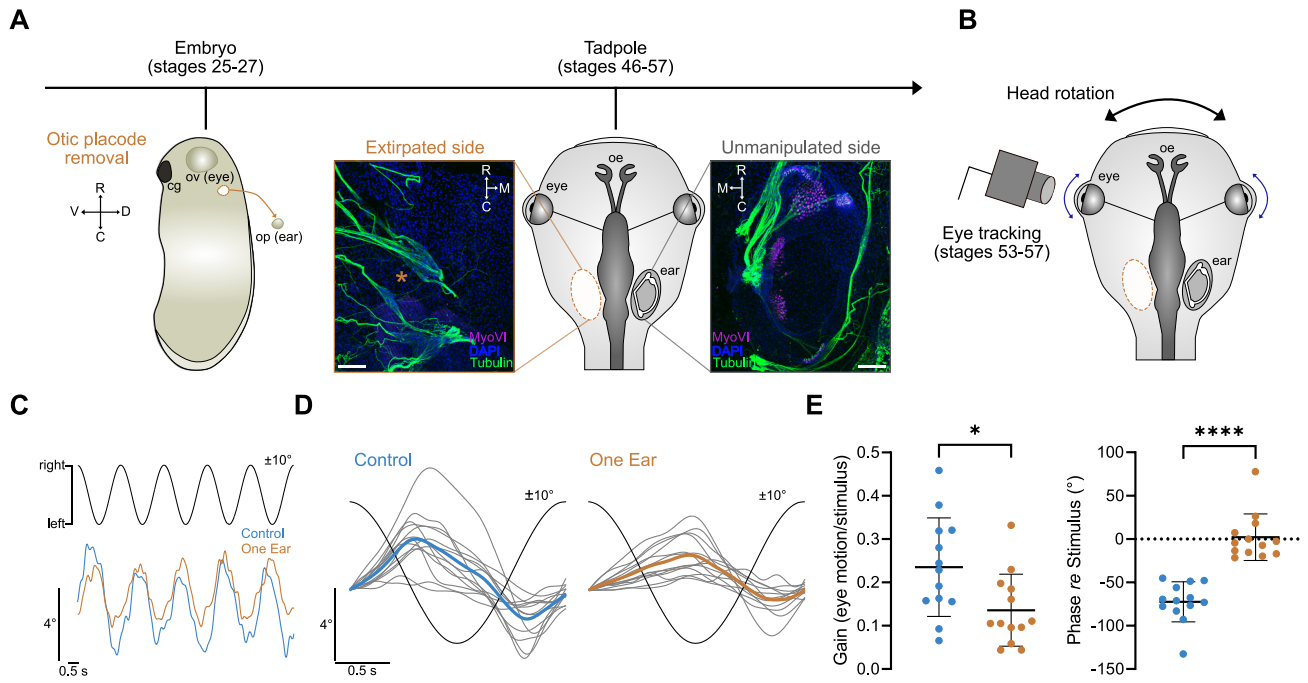 A
Embryo
(stages 25-27)
Tadpole
(stages 46-57)
Otic placode
removal
R
V
D
C
cg
ov (eye)
op (ear)
Extirpated side
R
M
C
*
MyoVI
DAPI
Tubulin
oe
eye
ear
Unmanipulated side
R
M
C
MyoVI
DAPI
Tubulin
B
Head rotation
oe
eye
ear
Eye tracking
(stages 53-57)
C
right
±10°
left
Control
One Ear
4°
0.5 s
D
Control
One Ear
±10°
±10°
4°
0.5 s
E
*
Gain (eye motion/stimulus)
0.5
0.4
0.3
0.2
0.1
0.0
****
Phase re Stimulus (°)
100
50
0
-50
-100
-150